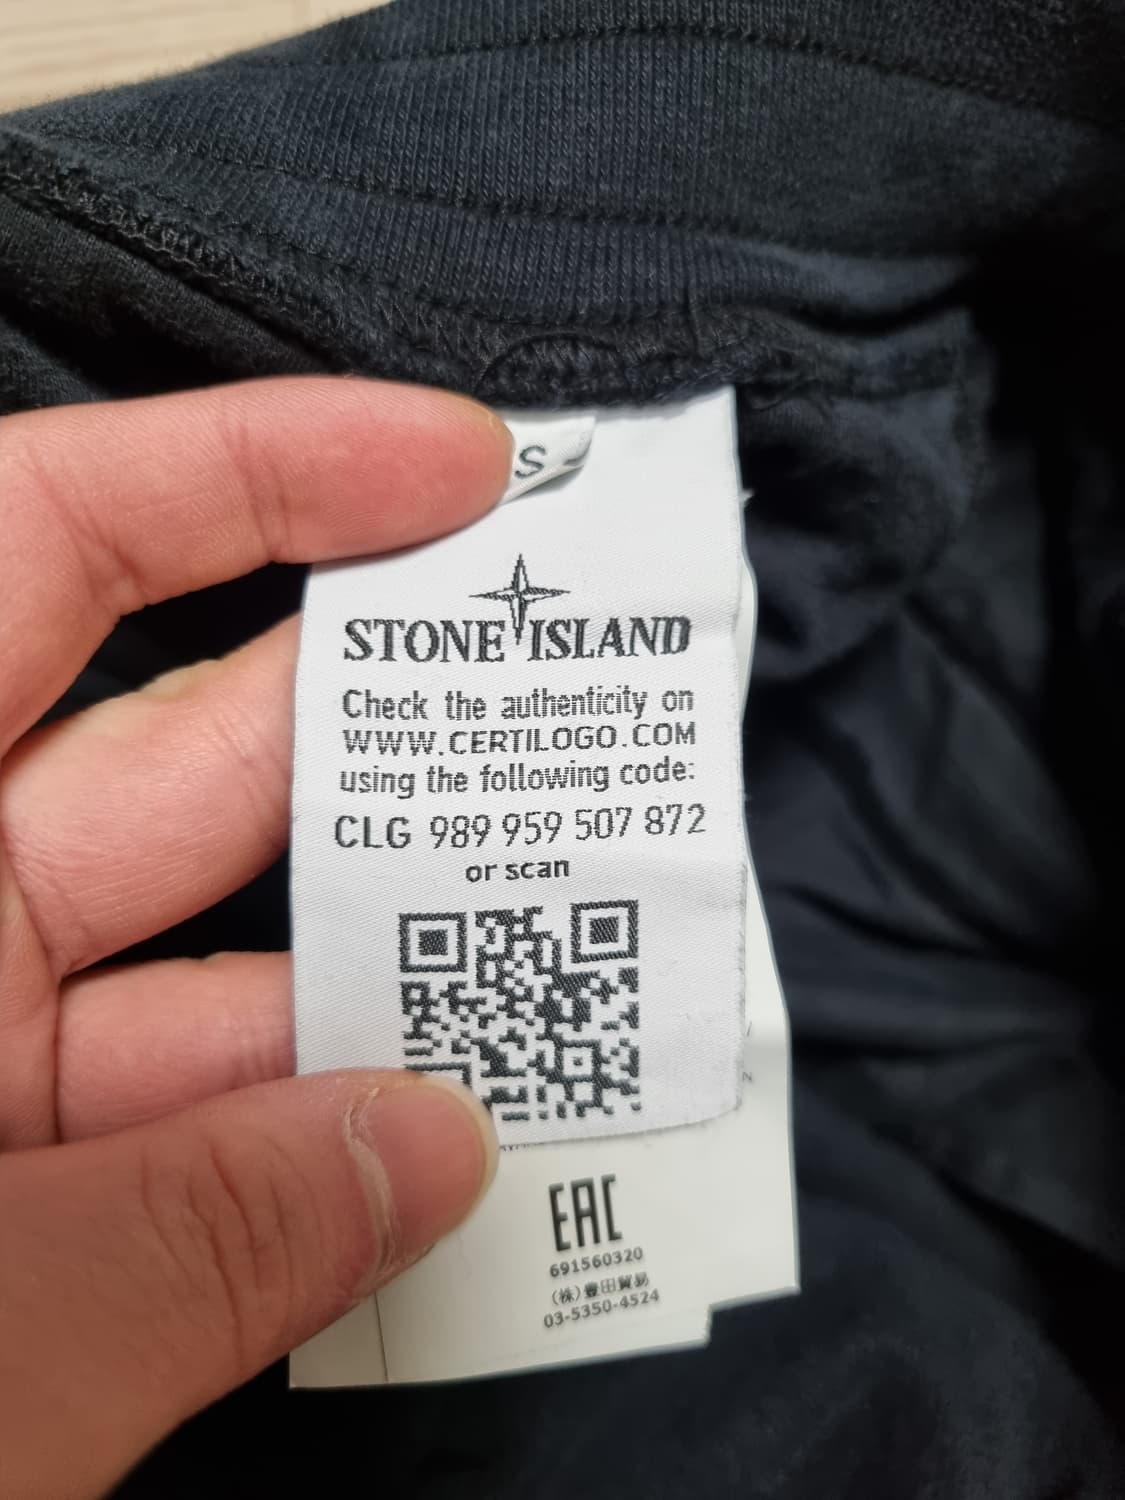 S
STONE ISLAND
Check the authenticity on
WWW.CERTILOGO.COM
using the following code:
CLG 989 959 507 872
or scan
EAC
691560320
(株)豊田貿易
03-5350-4524